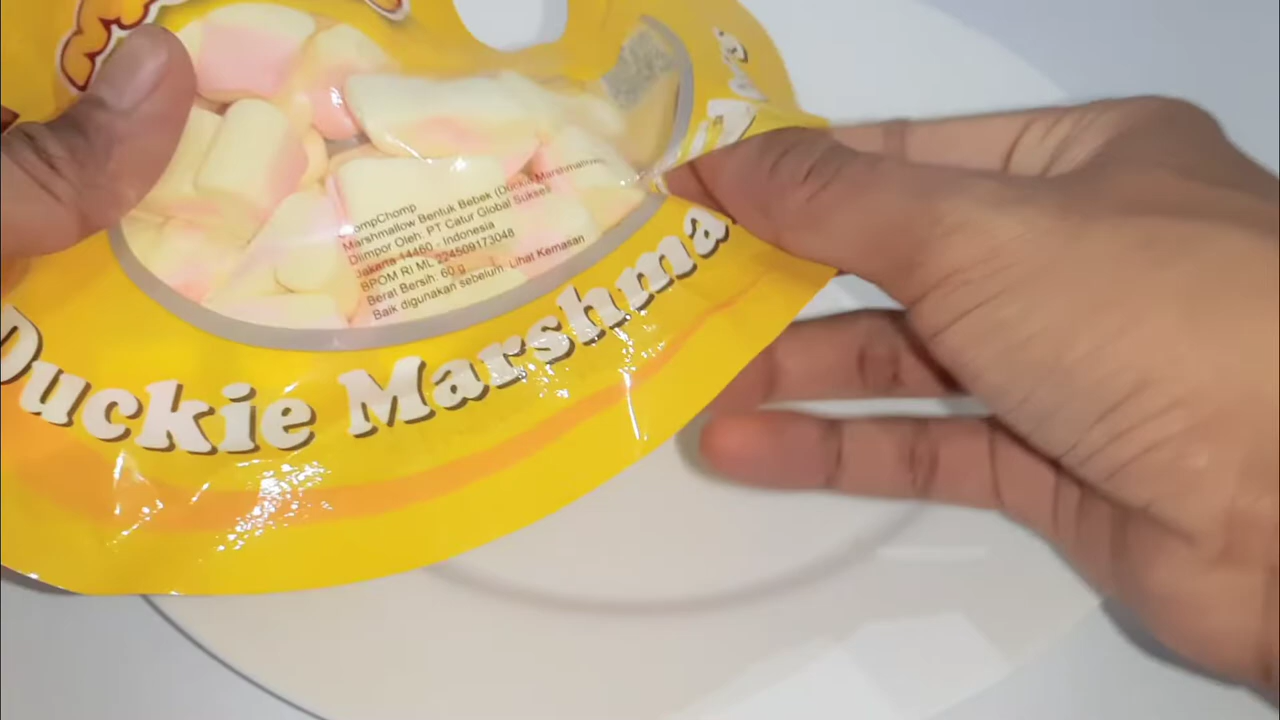 ompChomp
Marshmallow Bentuk Bebek (Duckie Marshmallow)
Diimpor Oleh: PT Catur Global Sukses
Jakarta 14460 - Indonesia
BPOM RI ML 224509173048
Berat Bersih: 60 g
Baik digunakan sebelum: Lihat Kemasan
Duckie Marshma